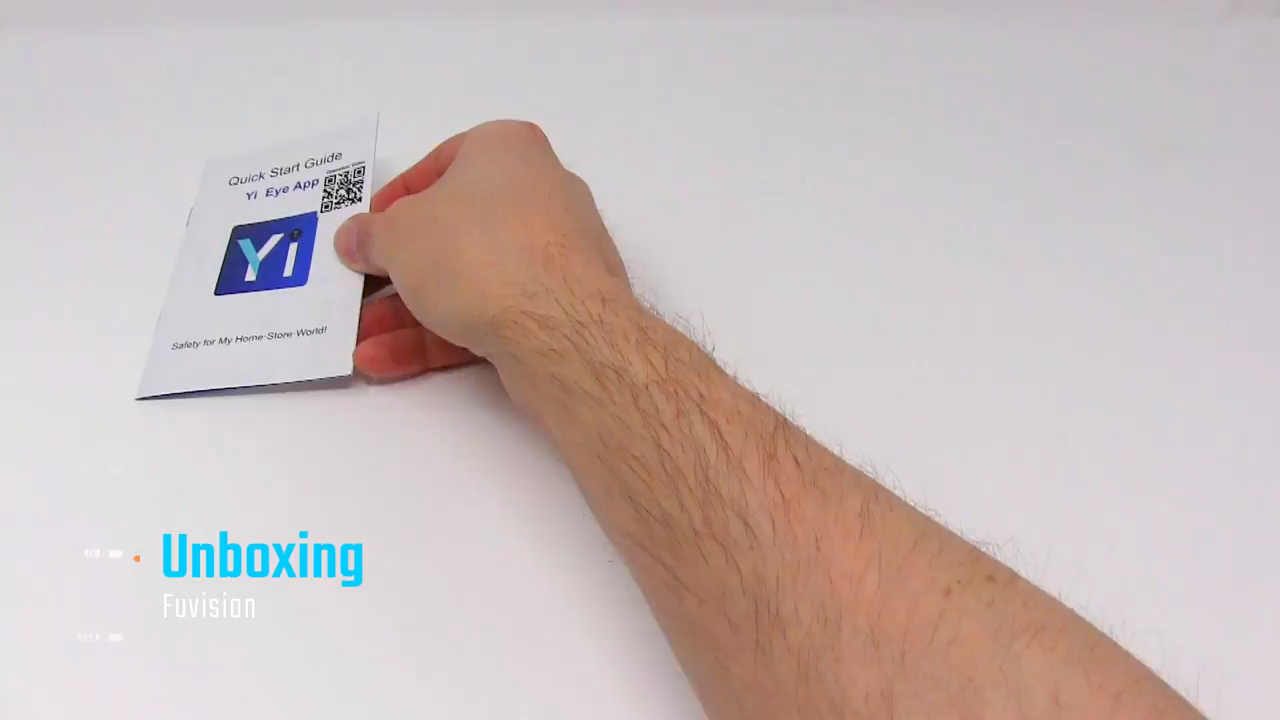 Quick Start Guide
Yi Eye App
Yi
Safety for My Home·Store·World!
Unboxing
Fuvision